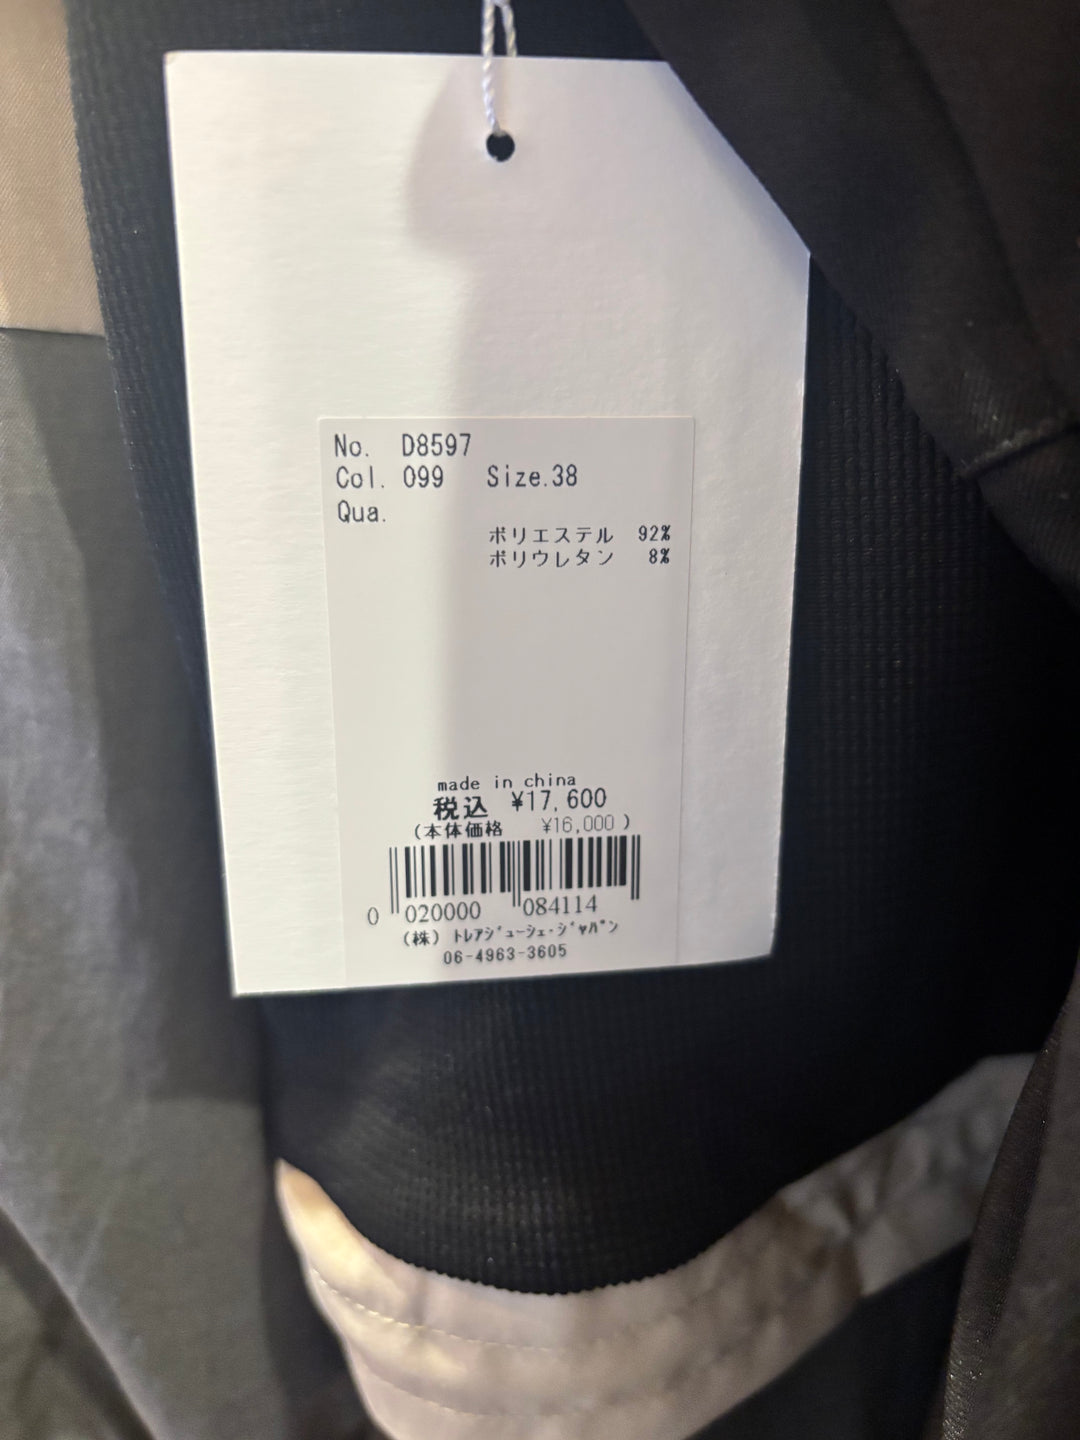 No. D8597
Col. 099 Size.38
Qua.
ポリエステル 92%
ポリウレタン 8%
made in china
税込 ¥17,600
(本体価格 ¥16,000)
0 020000 084114
(株) ﾄﾚｱｼﾞｭｰｼｪ･ｼﾞｬﾊﾟﾝ
06-4963-3605